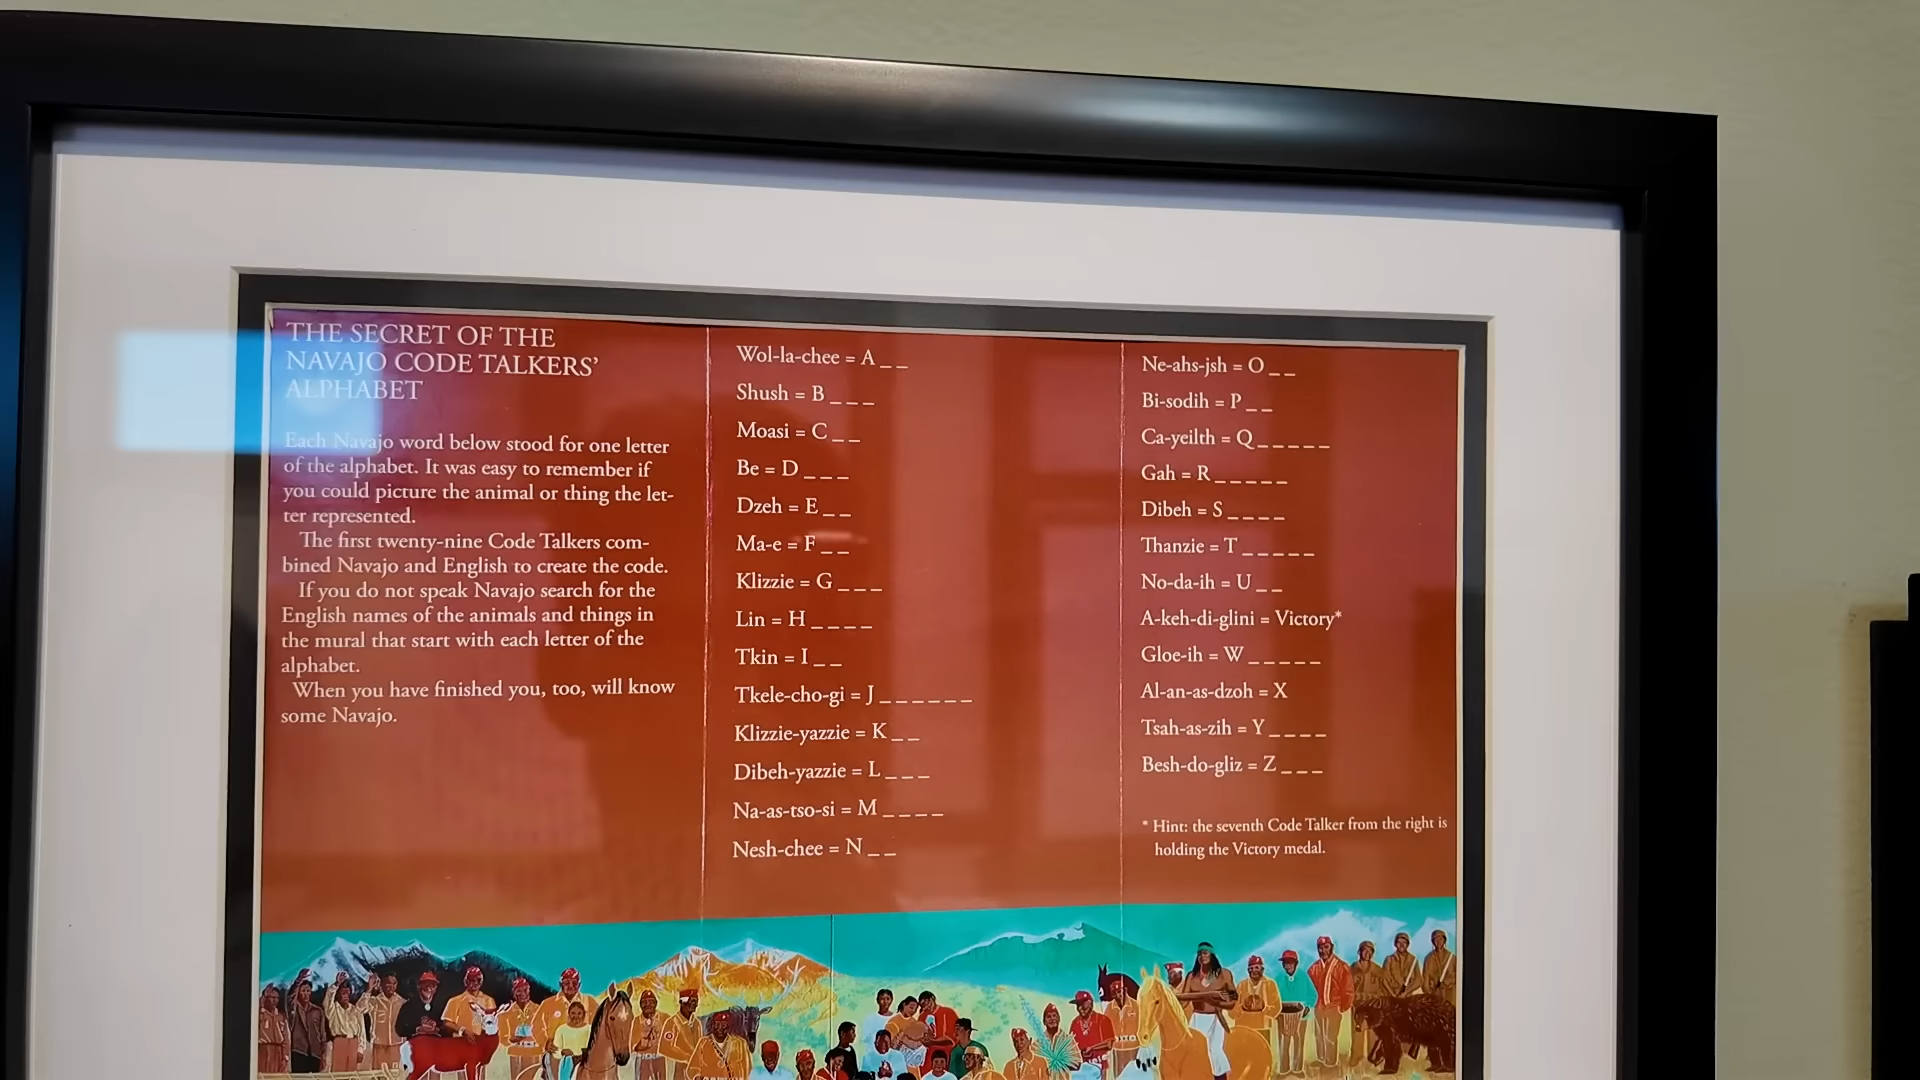 THE SECRET OF THE
NAVAJO CODE TALKERS'
ALPHABET
Each Navajo word below stood for one letter
of the alphabet. It was easy to remember if
you could picture the animal or thing the let-
ter represented.
The first twenty-nine Code Talkers com-
bined Navajo and English to create the code.
If you do not speak Navajo search for the
English names of the animals and things in
the mural that start with each letter of the
alphabet.
When you have finished you, too, will know
some Navajo.
Wol-la-chee = A _ _
Shush = B _ _ _
Moasi = C _ _
Be = D _ _ _
Dzeh = E _ _
Ma-e = F _ _
Klizzie = G _ _ _
Lin = H _ _ _ _
Tkin = I _ _
Tkele-cho-gi = J _ _ _ _ _ _
Klizzie-yazzie = K _ _
Dibeh-yazzie = L _ _ _
Na-as-tso-si = M _ _ _ _
Nesh-chee = N _ _
Ne-ahs-jsh = O _ _
Bi-sodih = P _ _
Ca-yeilth = Q _ _ _ _ _
Gah = R _ _ _ _ _
Dibeh = S _ _ _ _
Thanzie = T _ _ _ _ _
No-da-ih = U _ _
A-keh-di-glini = Victory*
Gloe-ih = W _ _ _ _ _
Al-an-as-dzoh = X
Tsah-as-zih = Y _ _ _ _
Besh-do-gliz = Z _ _ _
* Hint: the seventh Code Talker from the right is
holding the Victory medal.